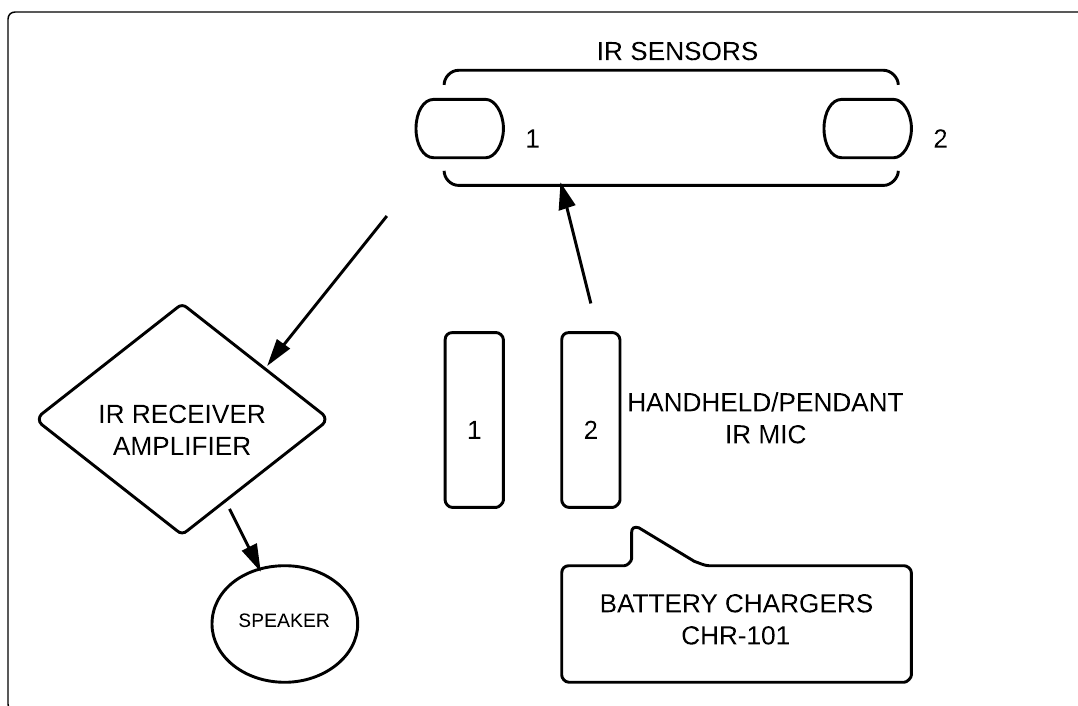 IR SENSORS
1
2
IR RECEIVER
AMPLIFIER
1
2
HANDHELD/PENDANT
IR MIC
SPEAKER
BATTERY CHARGERS
CHR-101